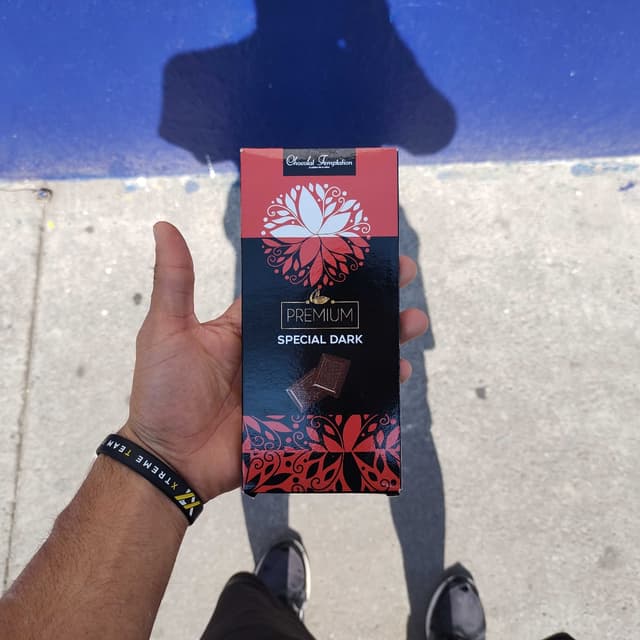 Chocolat Temptation
PREMIUM
SPECIAL DARK
XTREME TEAM